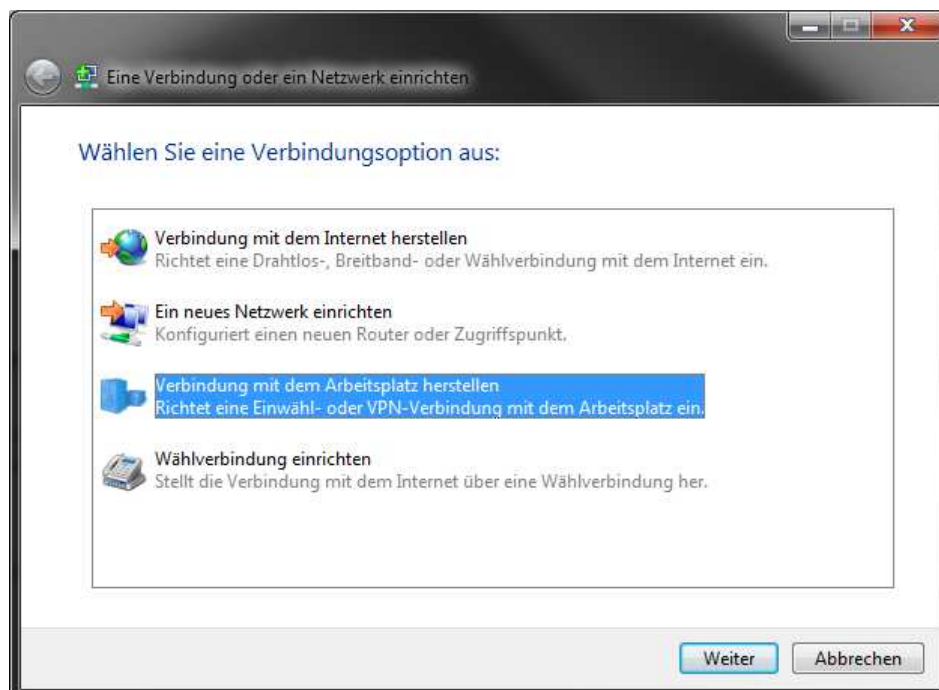 Eine Verbindung oder ein Netzwerk einrichten
Wählen Sie eine Verbindungsoption aus:
Verbindung mit dem Internet herstellen
Richtet eine Drahtlos-, Breitband- oder Wählverbindung mit dem Internet ein.
Ein neues Netzwerk einrichten
Konfiguriert einen neuen Router oder Zugriffspunkt.
Verbindung mit dem Arbeitsplatz herstellen
Richtet eine Einwähl- oder VPN-Verbindung mit dem Arbeitsplatz ein.
Wählverbindung einrichten
Stellt die Verbindung mit dem Internet über eine Wählverbindung her.
Weiter
Abbrechen